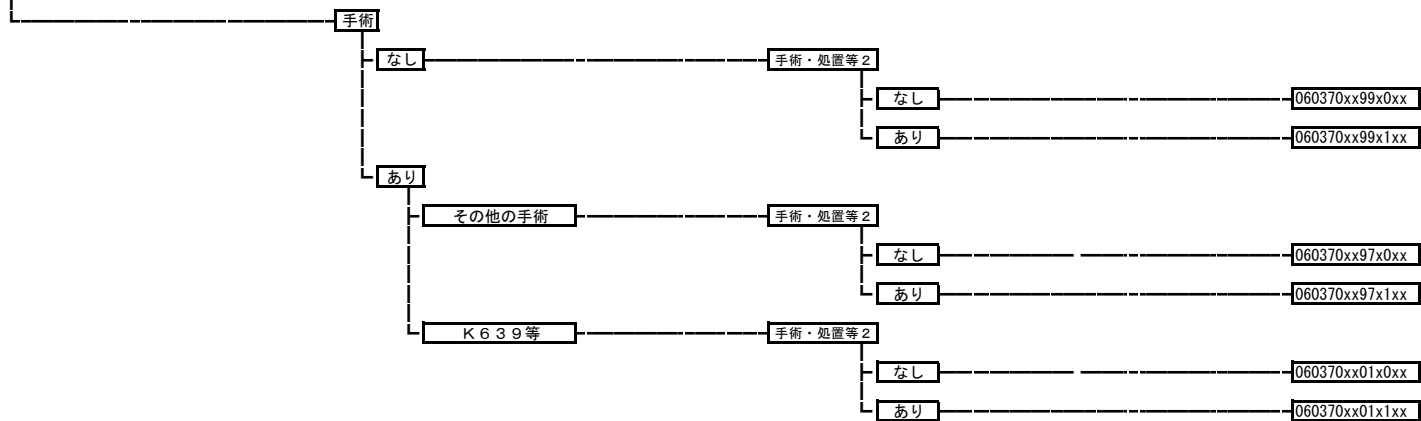 手術
なし 手術・処置等2
なし 060370xx99x0xx
あり 060370xx99x1xx
あり
その他の手術 手術・処置等2
なし 060370xx97x0xx
あり 060370xx97x1xx
K639等 手術・処置等2
なし 060370xx01x0xx
あり 060370xx01x1xx